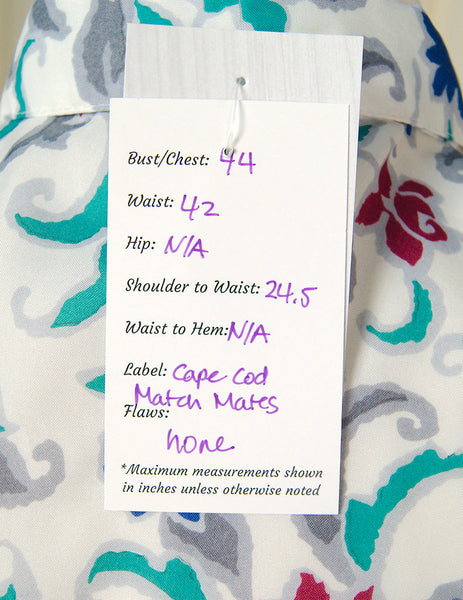 Bust/Chest: 44
Waist: 42
Hip: N/A
Shoulder to Waist: 24.5
Waist to Hem: N/A
Label: Cape Cod
Match Mates
Flaws:
none
*Maximum measurements shown
in inches unless otherwise noted